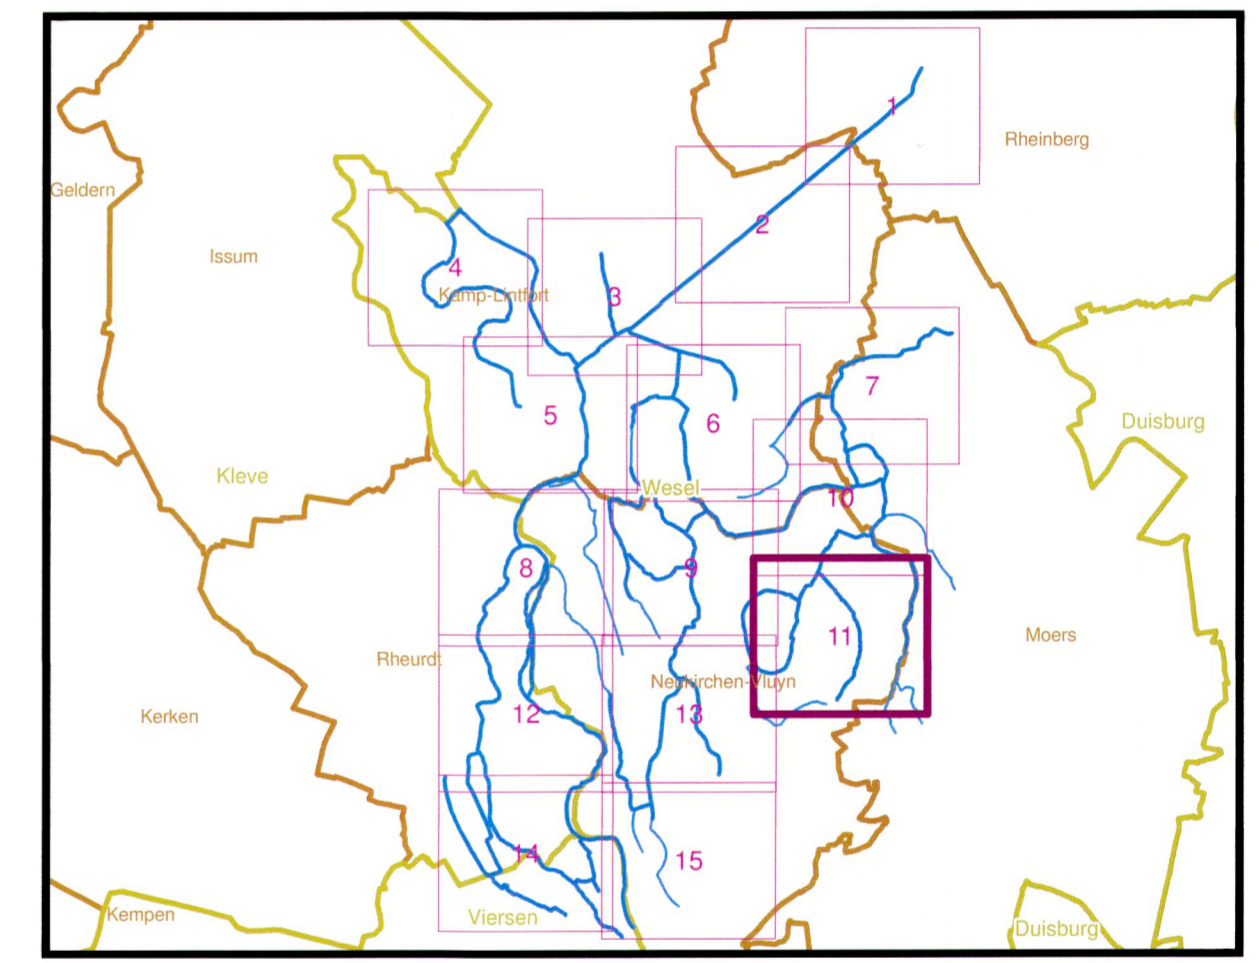 1
Rheinberg
Geldern
2
Issum
4
Kamp-Lintfort
3
7
5
6
Duisburg
Kleve
Wesel
10
8
9
11
Moers
Rheurdt
Neukirchen-Vluyn
Kerken
12
13
14
15
Kempen
Viersen
Duisburg